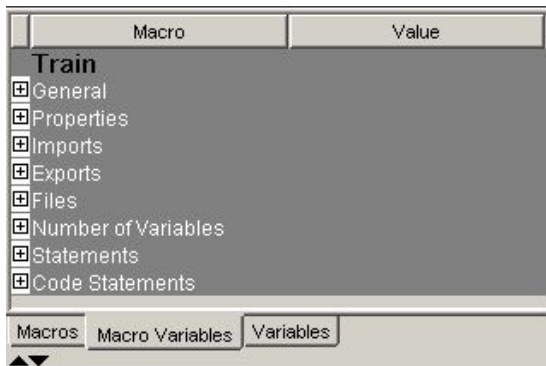 Macro Value
Train
General
Properties
Imports
Exports
Files
Number of Variables
Statements
Code Statements
Macros Macro Variables Variables